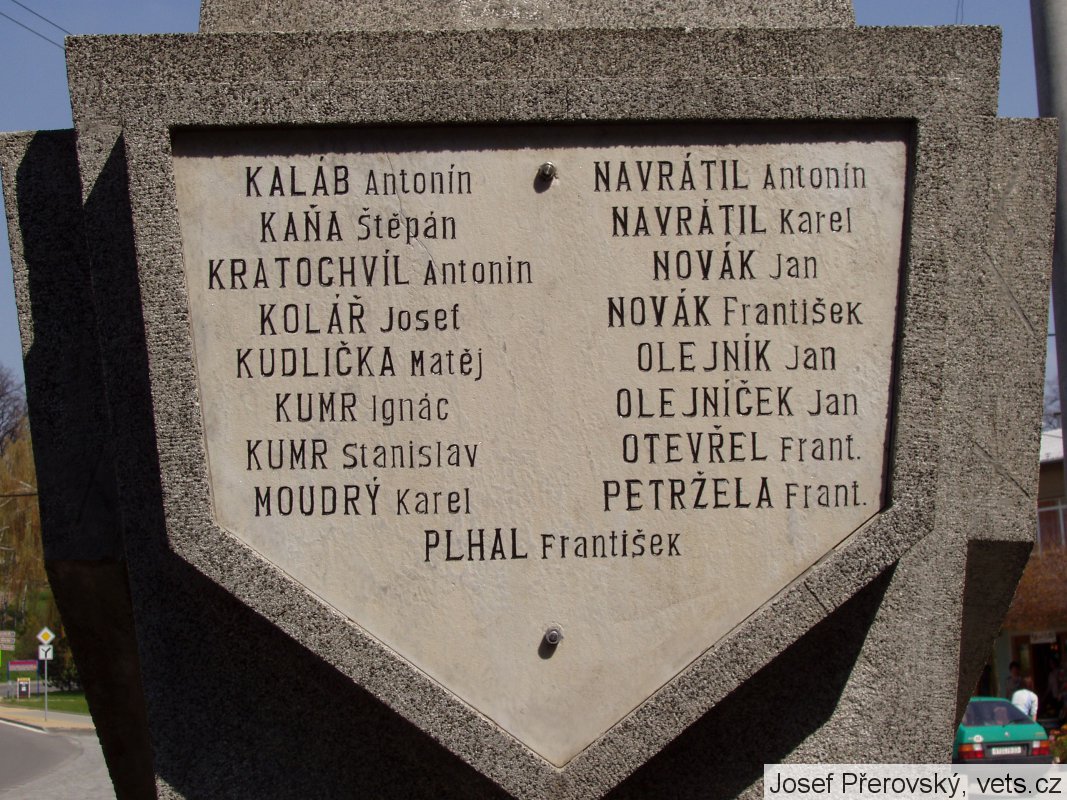 KALÁB Antonín
KAŇA Štěpán
KRATOCHVÍL Antonin
KOLÁŘ Josef
KUDLIČKA Matěj
KUMR Ignác
KUMR Stanislav
MOUDRÝ Karel
NAVRÁTIL Antonín
NAVRÁTIL Karel
NOVÁK Jan
NOVÁK František
OLEJNÍK Jan
OLEJNÍČEK Jan
OTEVŘEL Frant.
PETRŽELA Frant.
PLHAL František
Josef Přerovský, vets.cz